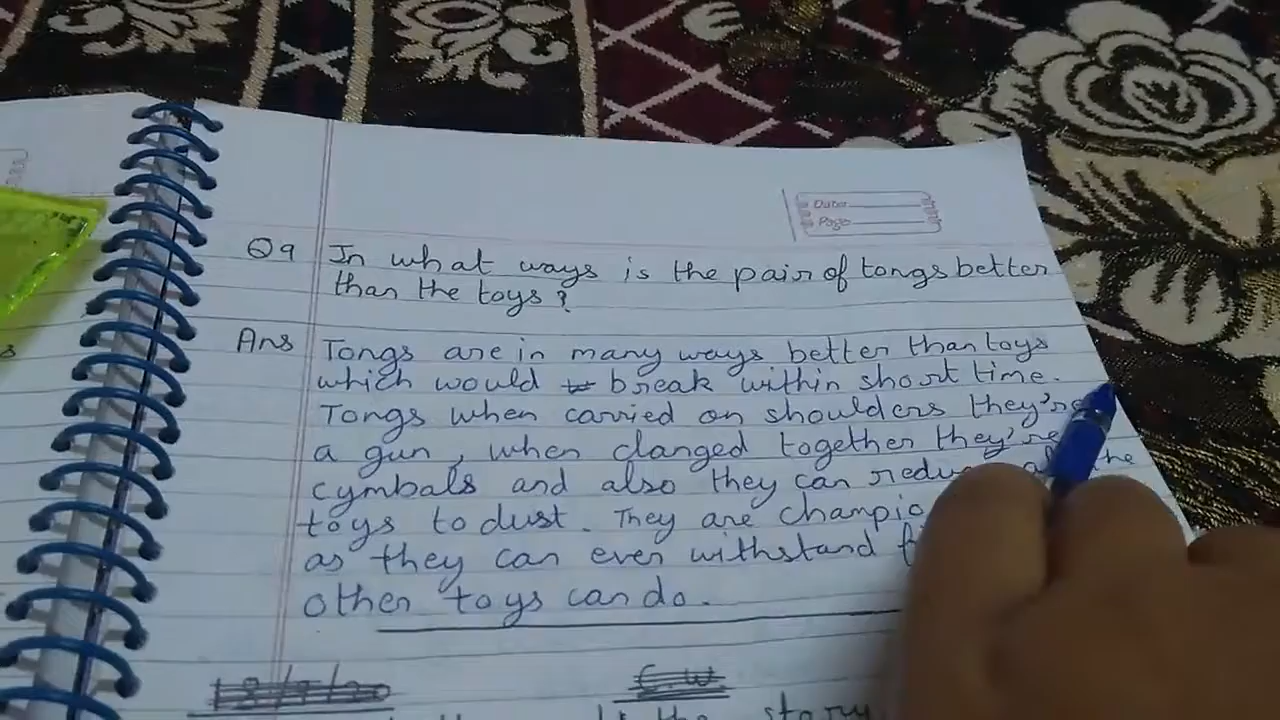 Date
Page
Q9 In what ways is the pair of tongs better
than the toys?
Ans Tongs are in many ways better than toys
which would break within short time.
Tongs when carried on shoulders they're
a gun, when clanged together they're
cymbals and also they can the
toys to dust. They are
as they can even withstand
other toys can do.
C.W
the story